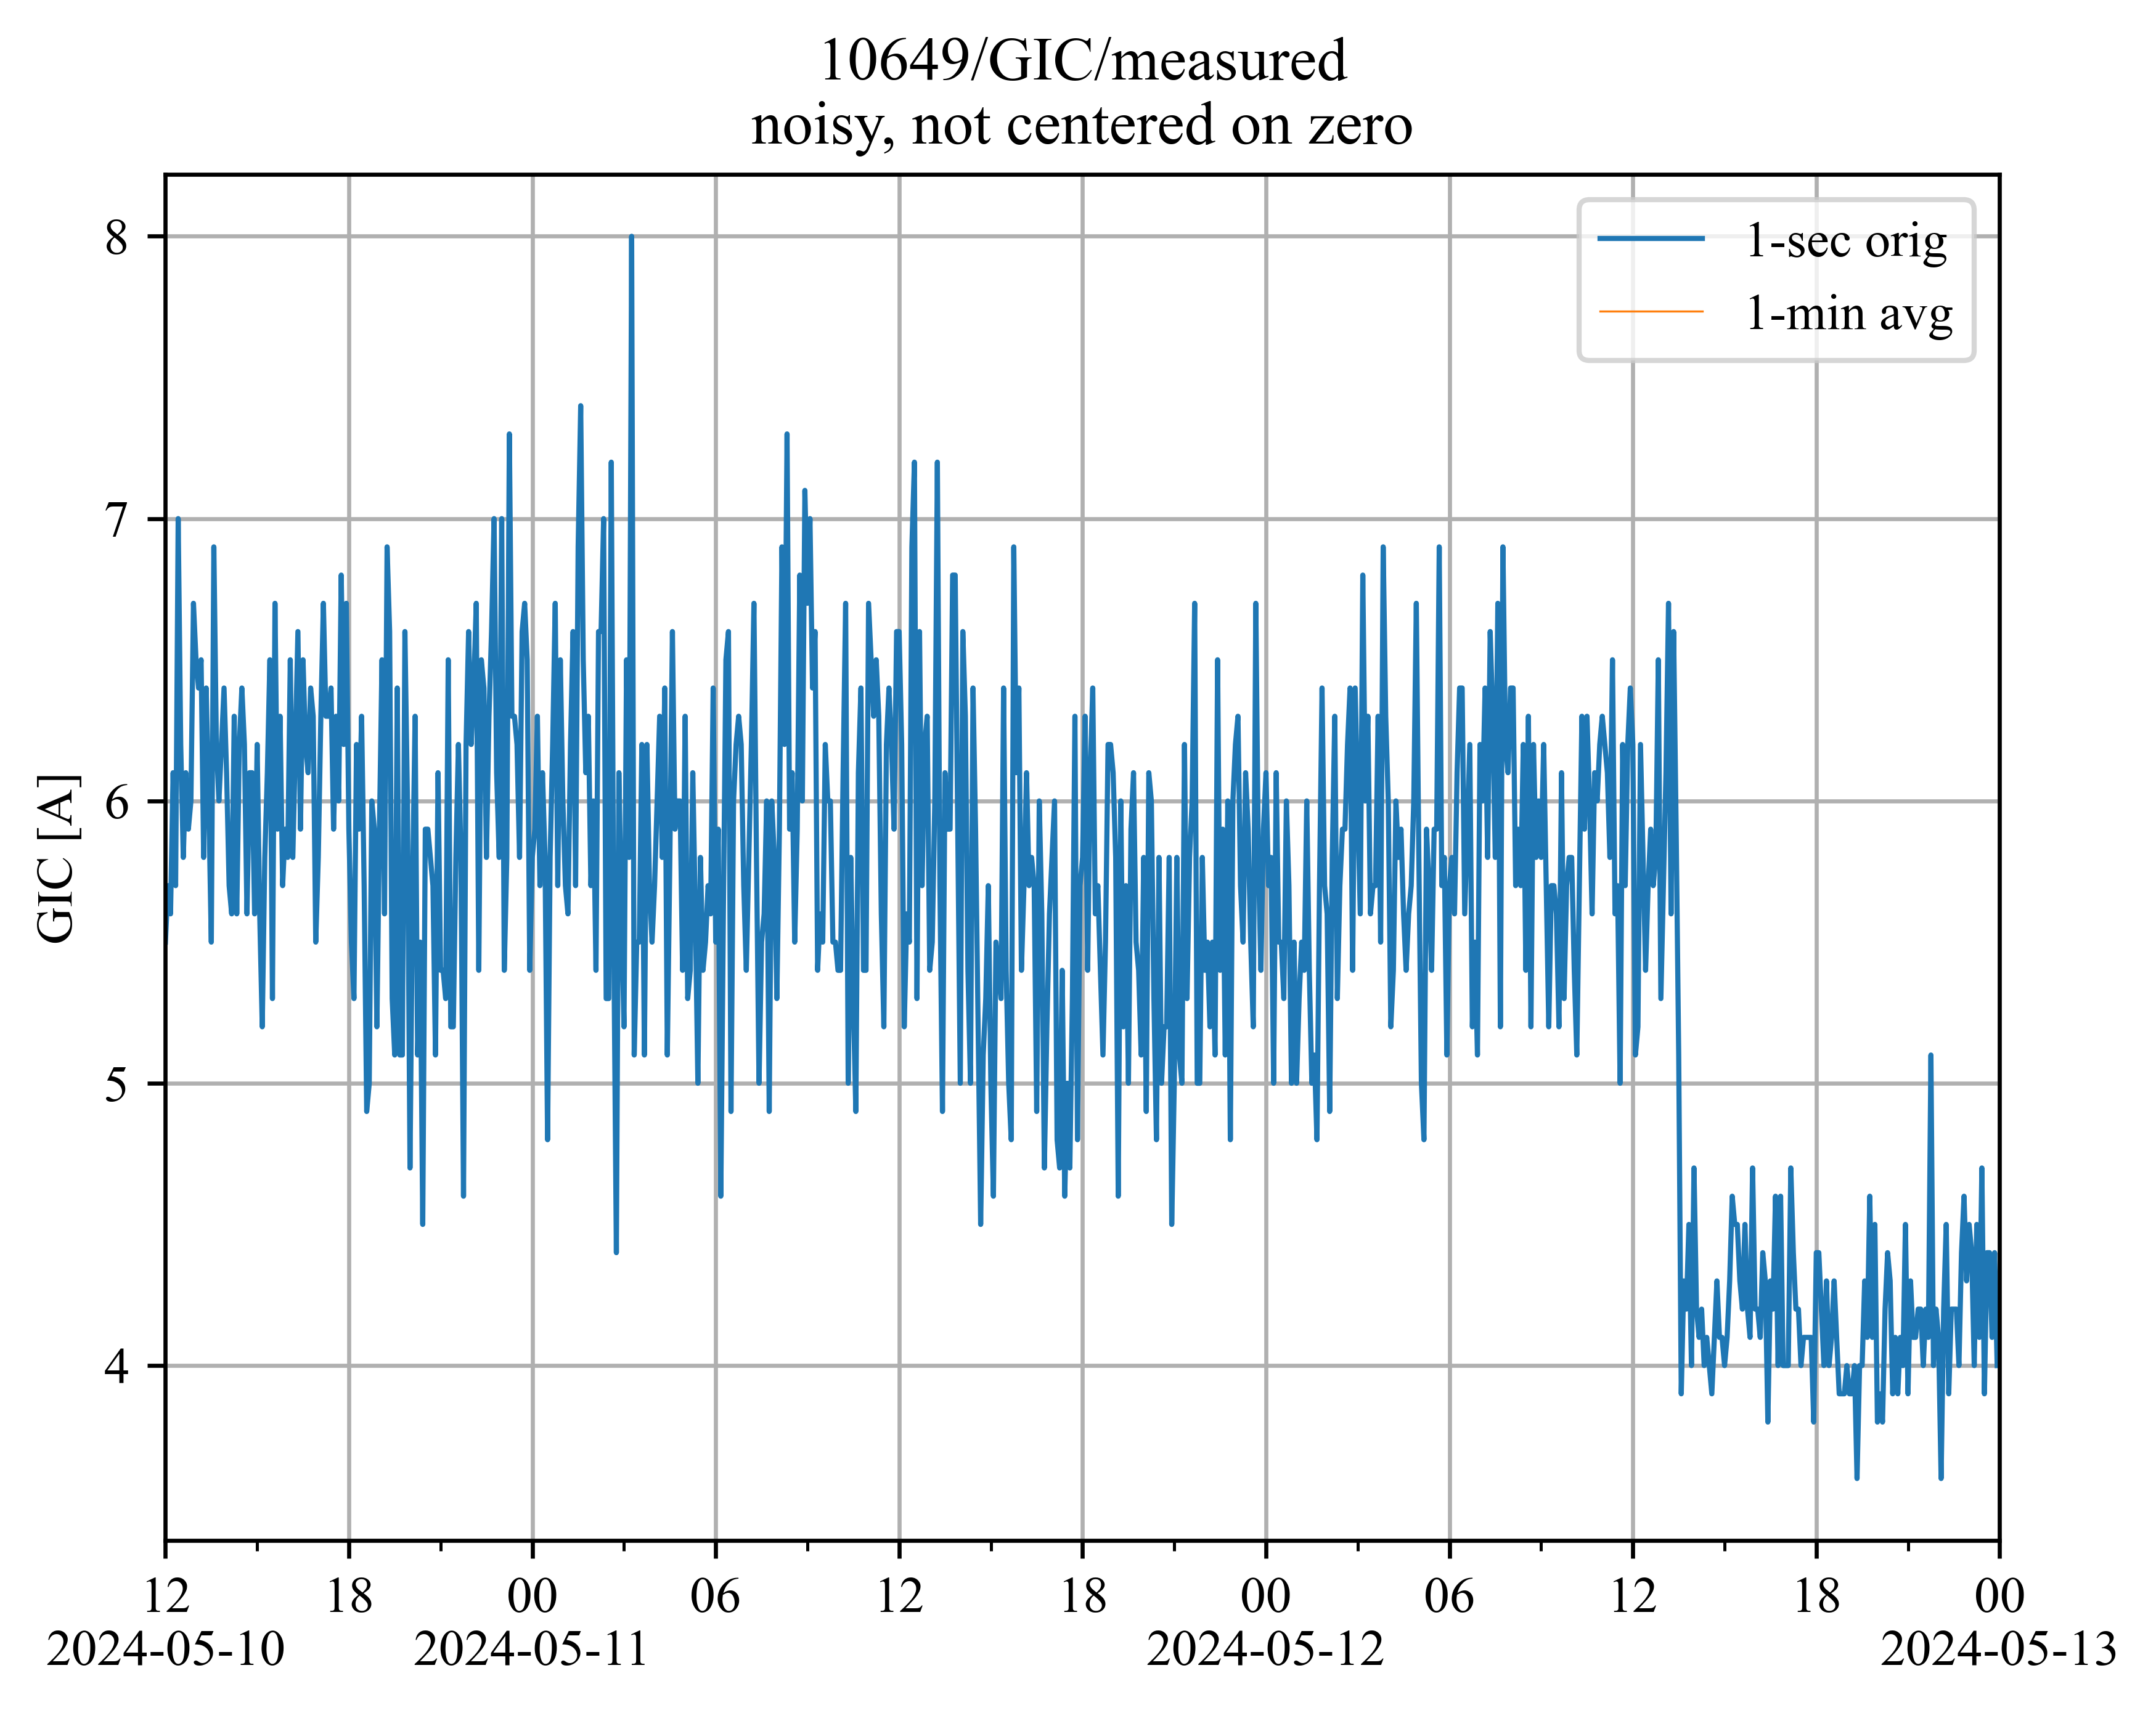 10649/GIC/measured
noisy, not centered on zero
1-sec orig
1-min avg
GIC [A]
8
7
6
5
4
12 18 00 06 12 18 00 06 12 18 00
2024-05-10 2024-05-11 2024-05-12 2024-05-13